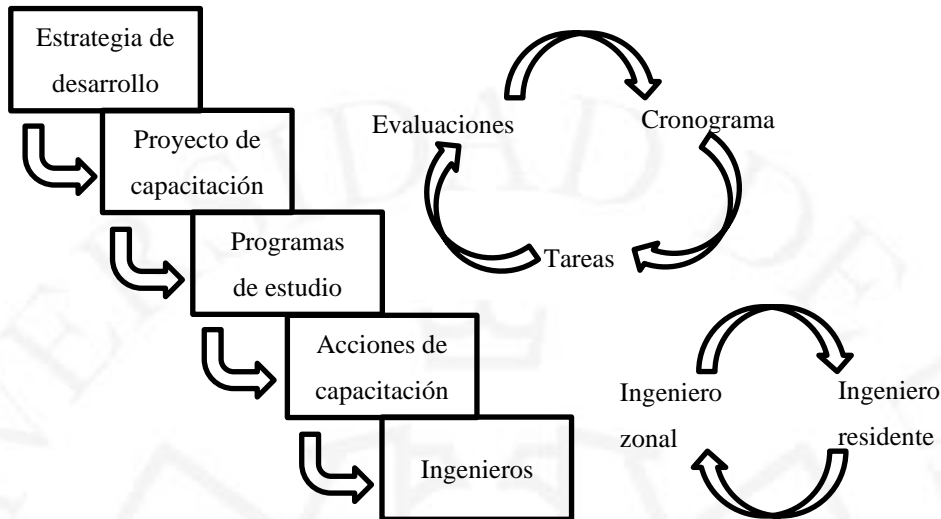 Estrategia de
desarrollo
Proyecto de
capacitación
Programas
de estudio
Acciones de
capacitación
Ingenieros
Evaluaciones
Cronograma
Tareas
Ingeniero
zonal
Ingeniero
residente